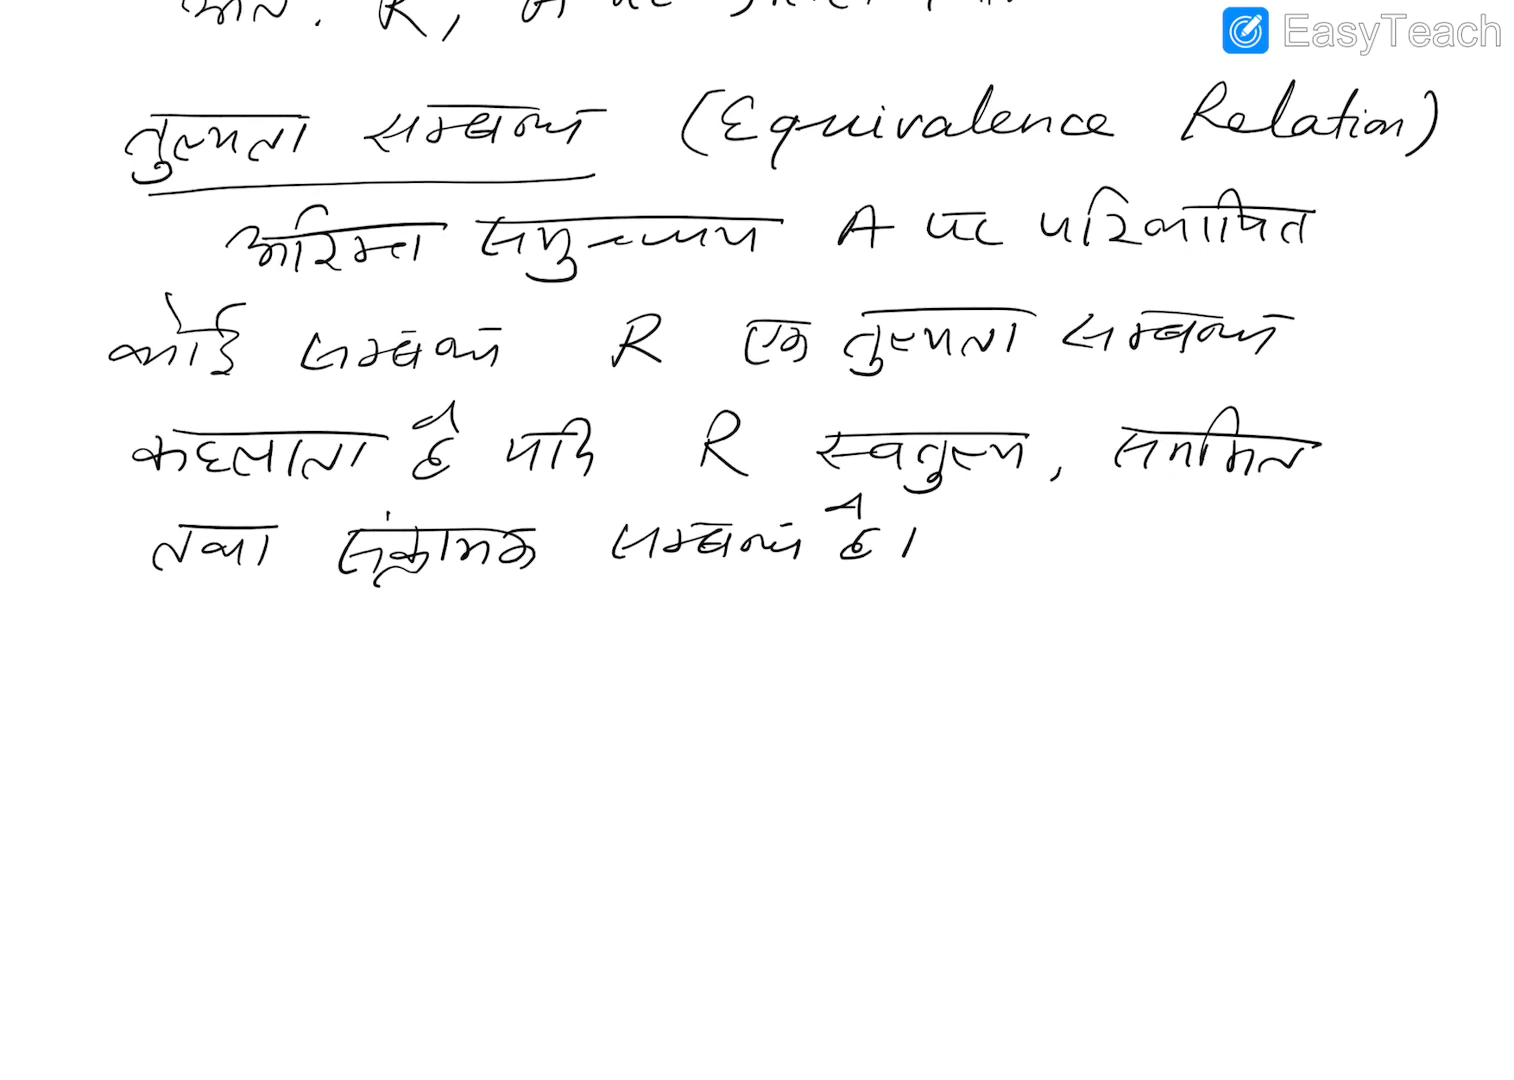 EasyTeach
तुल्यता सम्बन्ध (Equivalence Relation)
अरिक्त समुच्चय A पर परिभाषित
कोई सम्बन्ध R एक तुल्यता सम्बन्ध
कहलाता है यदि R स्वतुल्य, सममित
तथा संक्रामक सम्बन्ध है।